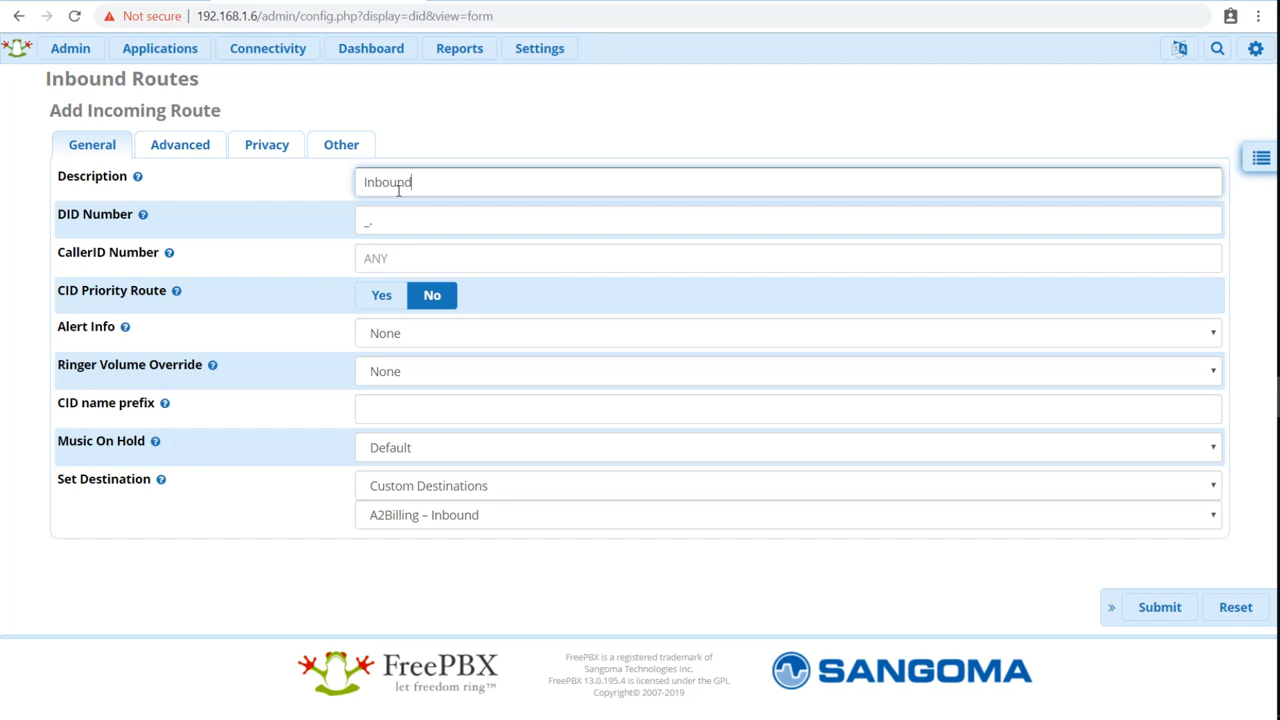 Not secure | 192.168.1.6/admin/config.php?display=did&view=form
Admin Applications Connectivity Dashboard Reports Settings
Inbound Routes
Add Incoming Route
General Advanced Privacy Other
Description ? Inbound
DID Number ? _.
CallerID Number ? ANY
CID Priority Route ? Yes No
Alert Info ? None
Ringer Volume Override ? None
CID name prefix ?
Music On Hold ? Default
Set Destination ? Custom Destinations
A2Billing – Inbound
» Submit Reset
FreePBX
let freedom ring™
FreePBX is a registered trademark of
Sangoma Technologies Inc.
FreePBX 13.0.195.4 is licensed under the GPL
Copyright© 2007-2019
SANGOMA